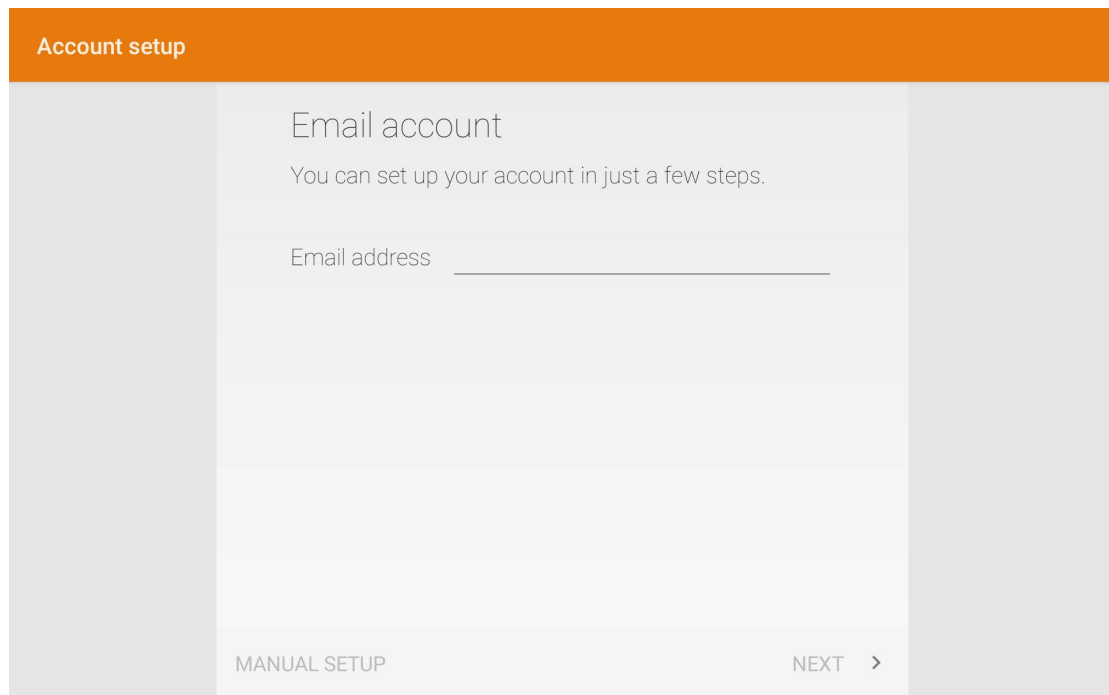 Account setup
Email account
You can set up your account in just a few steps.
Email address
MANUAL SETUP
NEXT